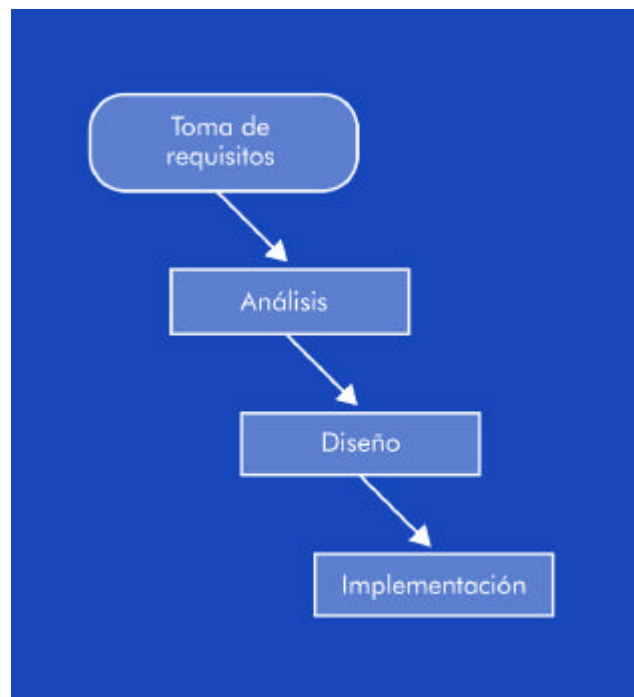 Toma de
requisitos
Análisis
Diseño
Implementación